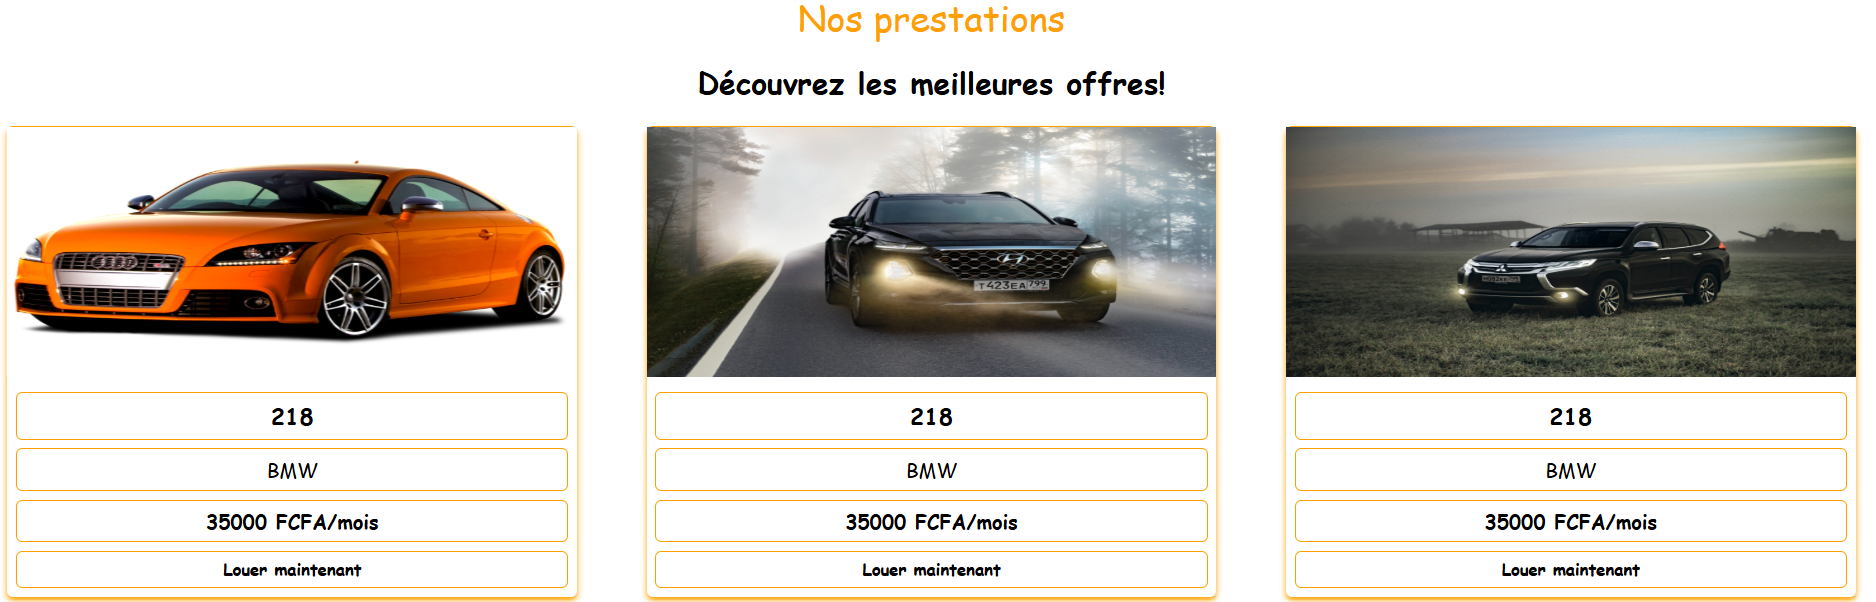 Nos prestations
Découvrez les meilleures offres!
T423EA 799
218
BMW
35000 FCFA/mois
Louer maintenant
218
BMW
35000 FCFA/mois
Louer maintenant
218
BMW
35000 FCFA/mois
Louer maintenant